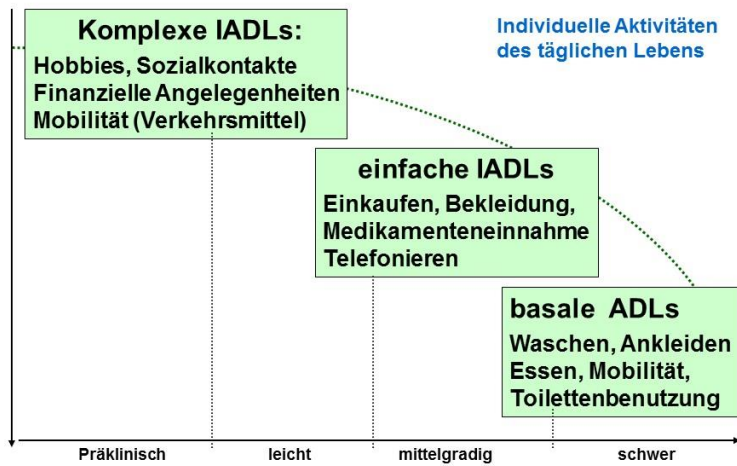 Komplexe IADLs:
Hobbies, Sozialkontakte
Finanzielle Angelegenheiten
Mobilität (Verkehrsmittel)
Individuelle Aktivitäten
des täglichen Lebens
einfache IADLs
Einkaufen, Bekleidung,
Medikamenteneinnahme
Telefonieren
basale ADLs
Waschen, Ankleiden
Essen, Mobilität,
Toilettenbenutzung
Präklinisch
leicht
mittelgradig
schwer